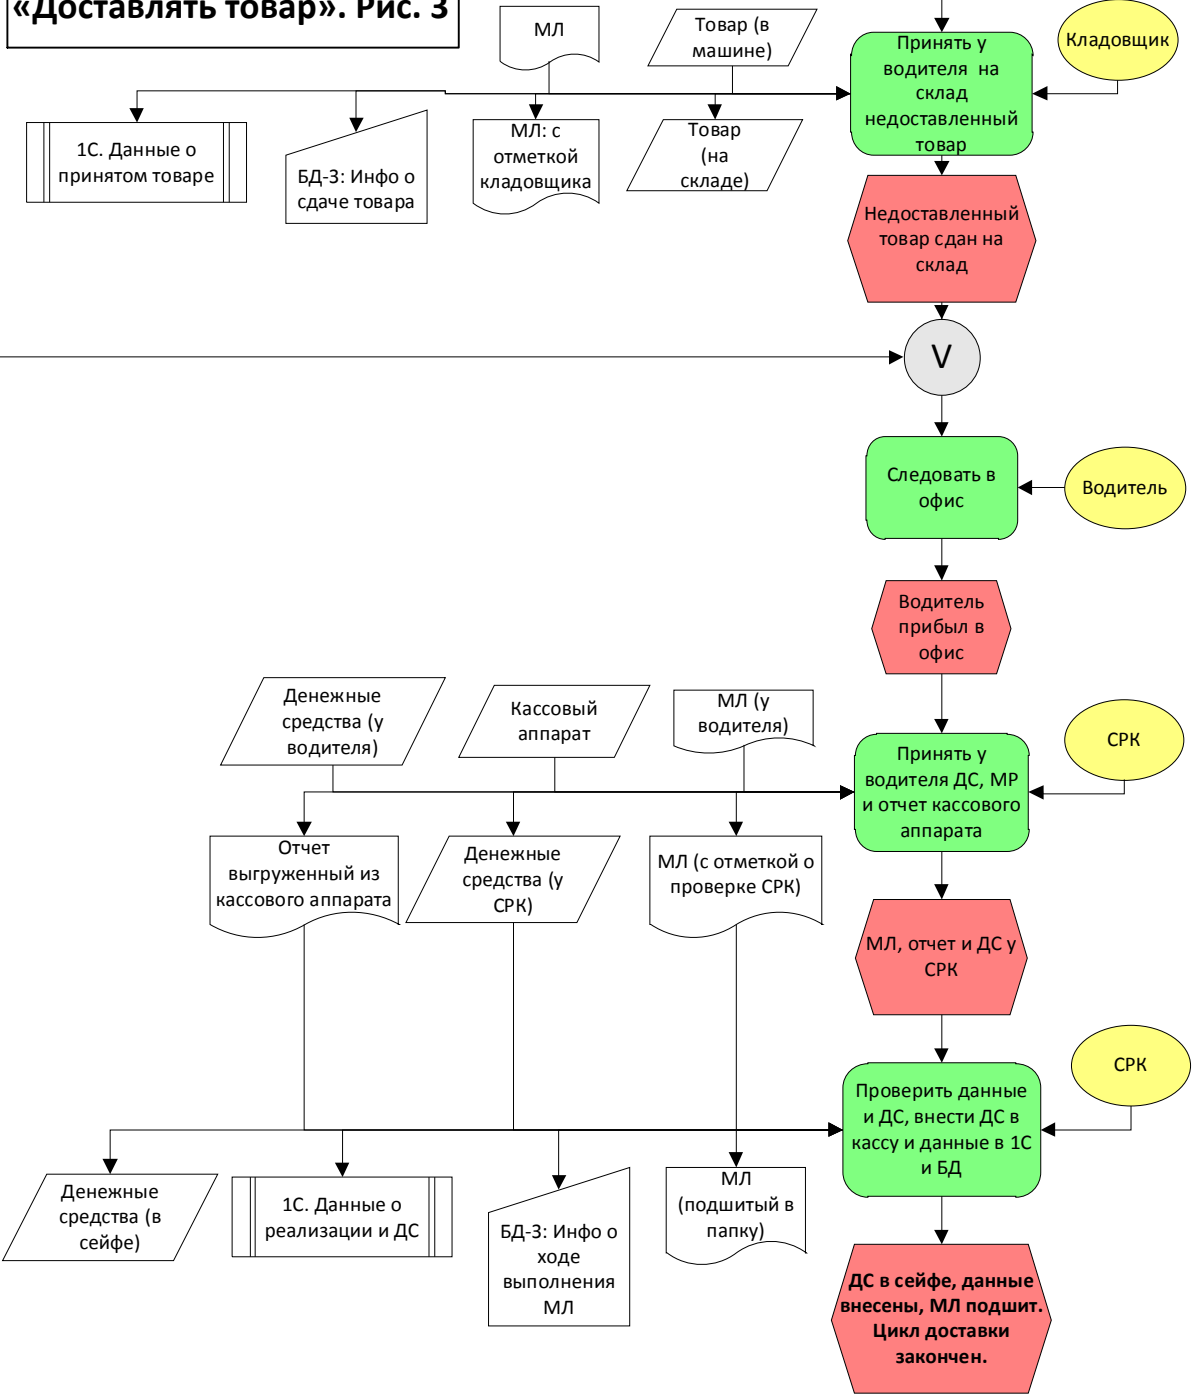 «Доставлять товар». Рис. 3
МЛ
Товар (в
машине)
Принять у
водителя на
склад
недоставленный
товар
Кладовщик
1С. Данные о
принятом товаре
БД-3: Инфо о
сдаче товара
МЛ: с
отметкой
кладовщика
Товар
(на
складе)
Недоставленный
товар сдан на
склад
V
Следовать в
офис
Водитель
Водитель
прибыл в
офис
Денежные
средства (у
водителя)
Кассовый
аппарат
МЛ (у
водителя)
Принять у
водителя ДС, МР
и отчет кассового
аппарата
СРК
Отчет
выгруженный из
кассового аппарата
Денежные
средства (у
СРК)
МЛ (с отметкой о
проверке СРК)
МЛ, отчет и ДС у
СРК
Проверить данные
и ДС, внести ДС в
кассу и данные в 1С
и БД
СРК
Денежные
средства (в
сейфе)
1С. Данные о
реализации и ДС
БД-3: Инфо о
ходе
выполнения
МЛ
МЛ
(подшитый в
папку)
ДС в сейфе, данные
внесены, МЛ подшит.
Цикл доставки
закончен.